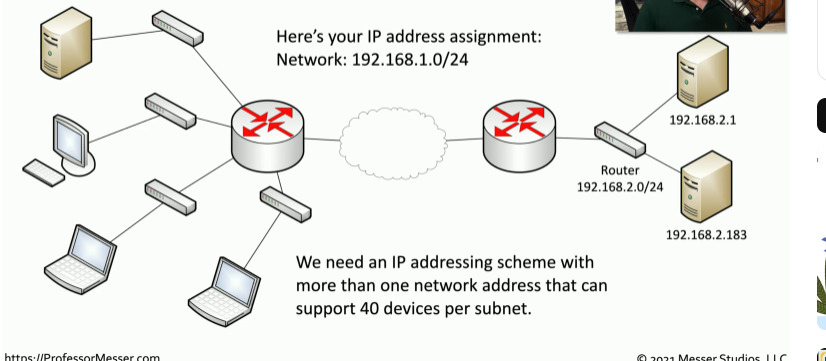 Here's your IP address assignment:
Network: 192.168.1.0/24
192.168.2.1
Router
192.168.2.0/24
192.168.2.183
We need an IP addressing scheme with
more than one network address that can
support 40 devices per subnet.
https://ProfessorMesser.com
© 2021 Messer Studios, LLC